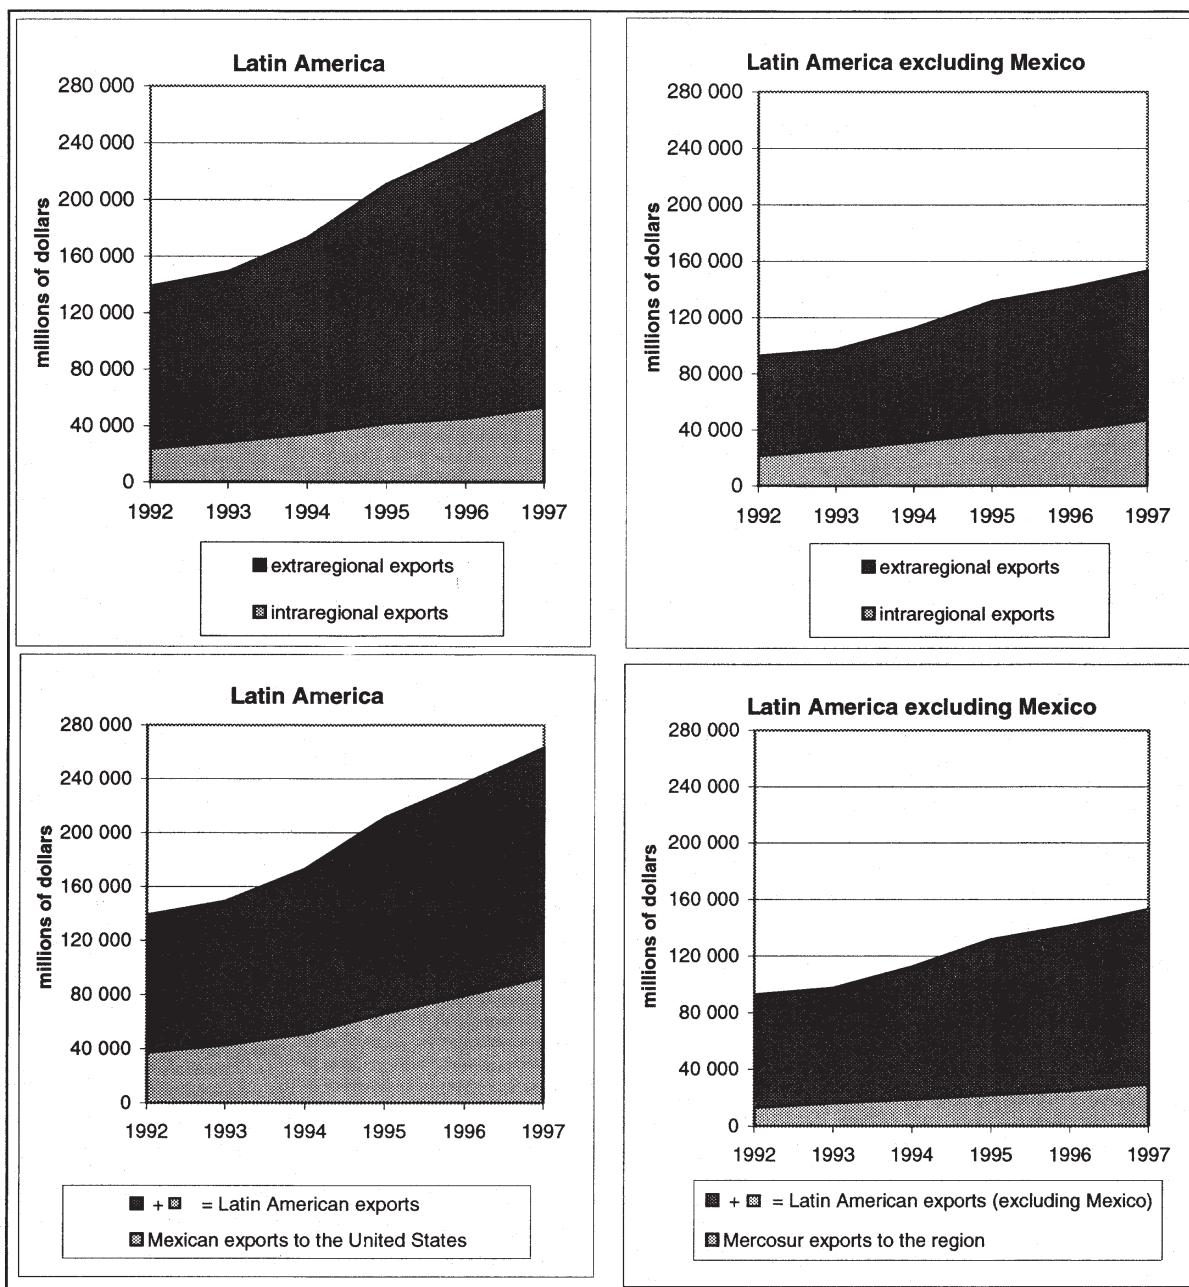 Latin America
280 000
240 000
200 000
160 000
120 000
80 000
40 000
0
millions of dollars
1992 1993 1994 1995 1996 1997
extraregional exports
intraregional exports
Latin America excluding Mexico
280 000
240 000
200 000
160 000
120 000
80 000
40 000
0
millions of dollars
1992 1993 1994 1995 1996 1997
extraregional exports
intraregional exports
Latin America
280 000
240 000
200 000
160 000
120 000
80 000
40 000
0
millions of dollars
1992 1993 1994 1995 1996 1997
+ = Latin American exports
Mexican exports to the United States
Latin America excluding Mexico
280 000
240 000
200 000
160 000
120 000
80 000
40 000
0
millions of dollars
1992 1993 1994 1995 1996 1997
+ = Latin American exports (excluding Mexico)
Mercosur exports to the region